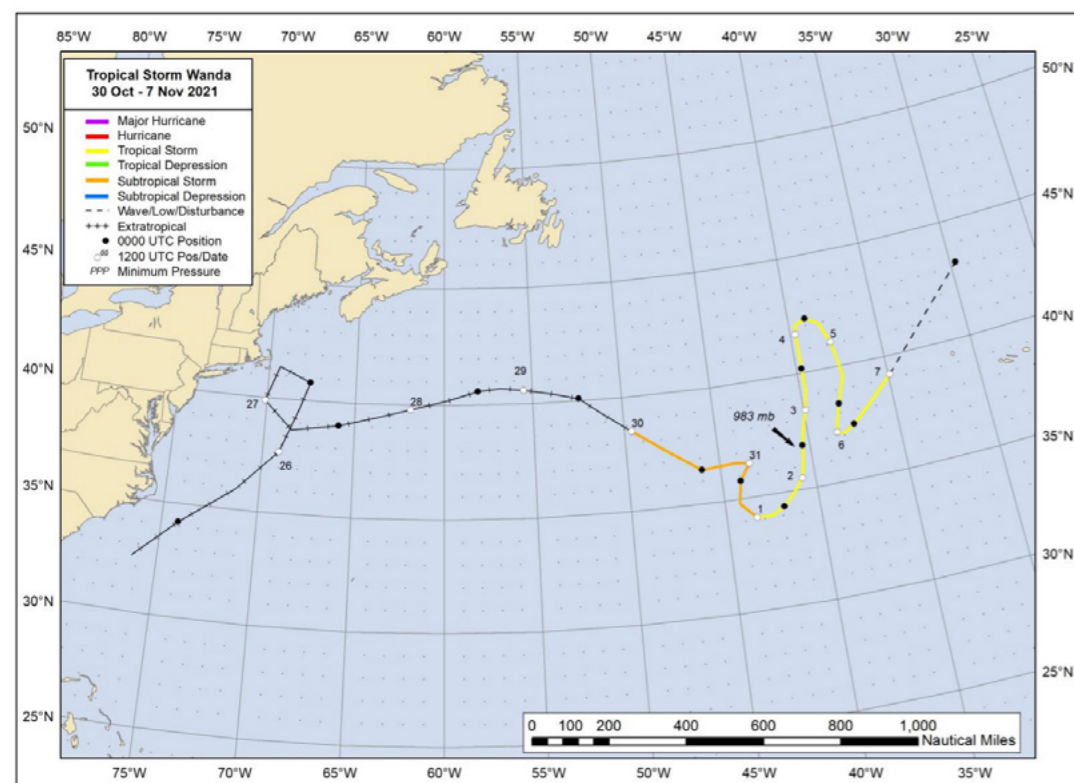 85°W 80°W 75°W 70°W 65°W 60°W 55°W 50°W 45°W 40°W 35°W 30°W 25°W
Tropical Storm Wanda
30 Oct - 7 Nov 2021
Major Hurricane
Hurricane
Tropical Storm
Tropical Depression
Subtropical Storm
Subtropical Depression
Wave/Low/Disturbance
Extratropical
0000 UTC Position
1200 UTC Pos/Date
PPP Minimum Pressure
50°N
50°N
45°N
45°N
40°N
40°N
35°N
35°N
30°N
30°N
25°N
25°N
4 5
7
29
27 28
3
983 mb
30 6
26 31
2
1
0 100 200 400 600 800 1,000
Nautical Miles
75°W 70°W 65°W 60°W 55°W 50°W 45°W 40°W 35°W